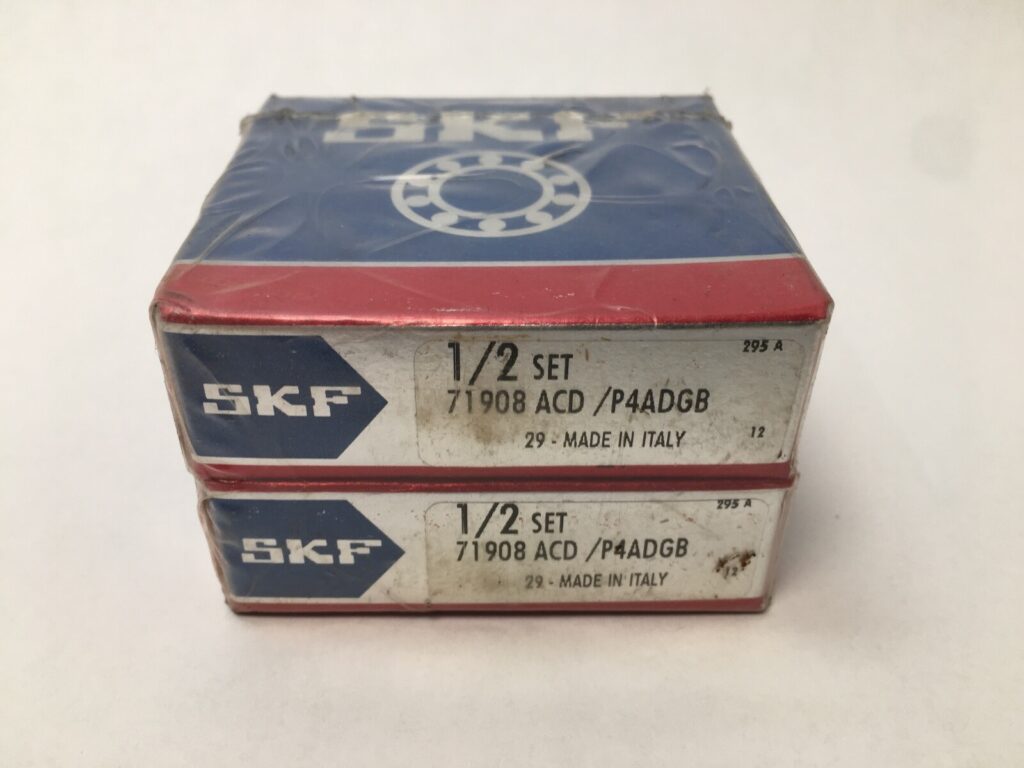 SKF
SKF
1/2 SET
295 A
71908 ACD /P4ADGB
29 - MADE IN ITALY
12
SKF
1/2 SET
295 A
71908 ACD /P4ADGB
29 - MADE IN ITALY
12